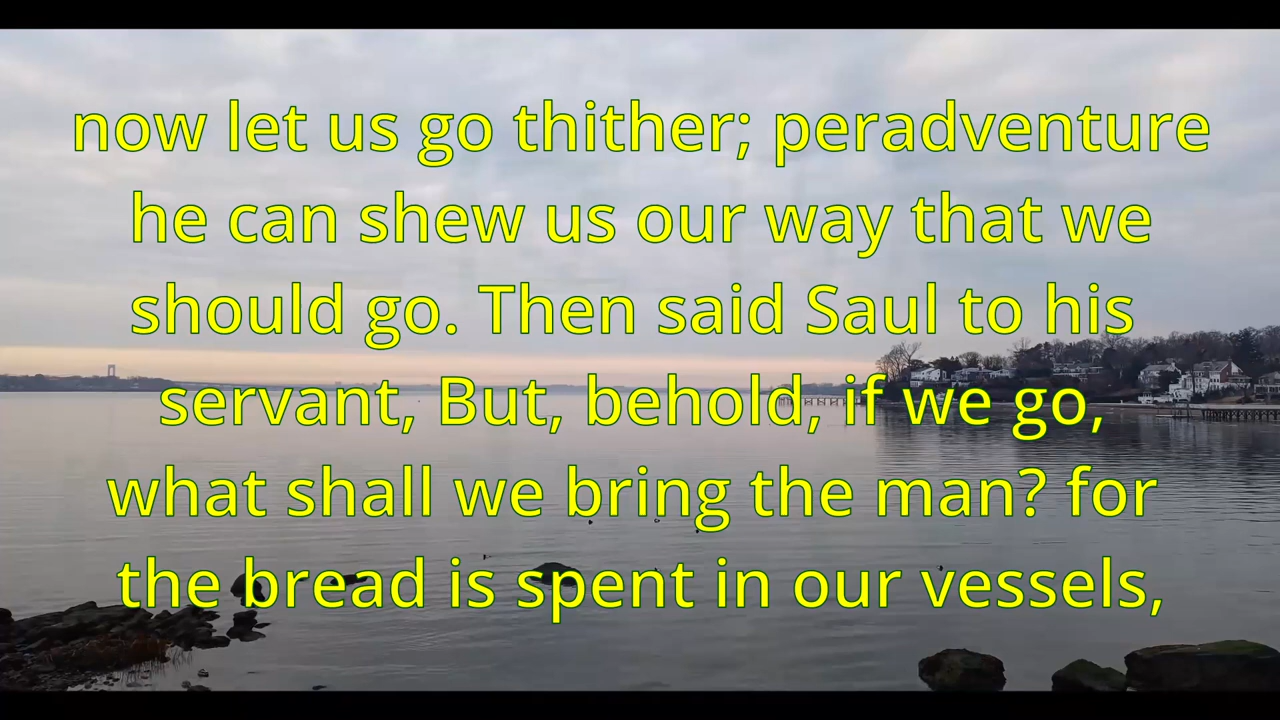 now let us go thither; peradventure
he can shew us our way that we
should go. Then said Saul to his
servant, But, behold, if we go,
what shall we bring the man? for
the bread is spent in our vessels,